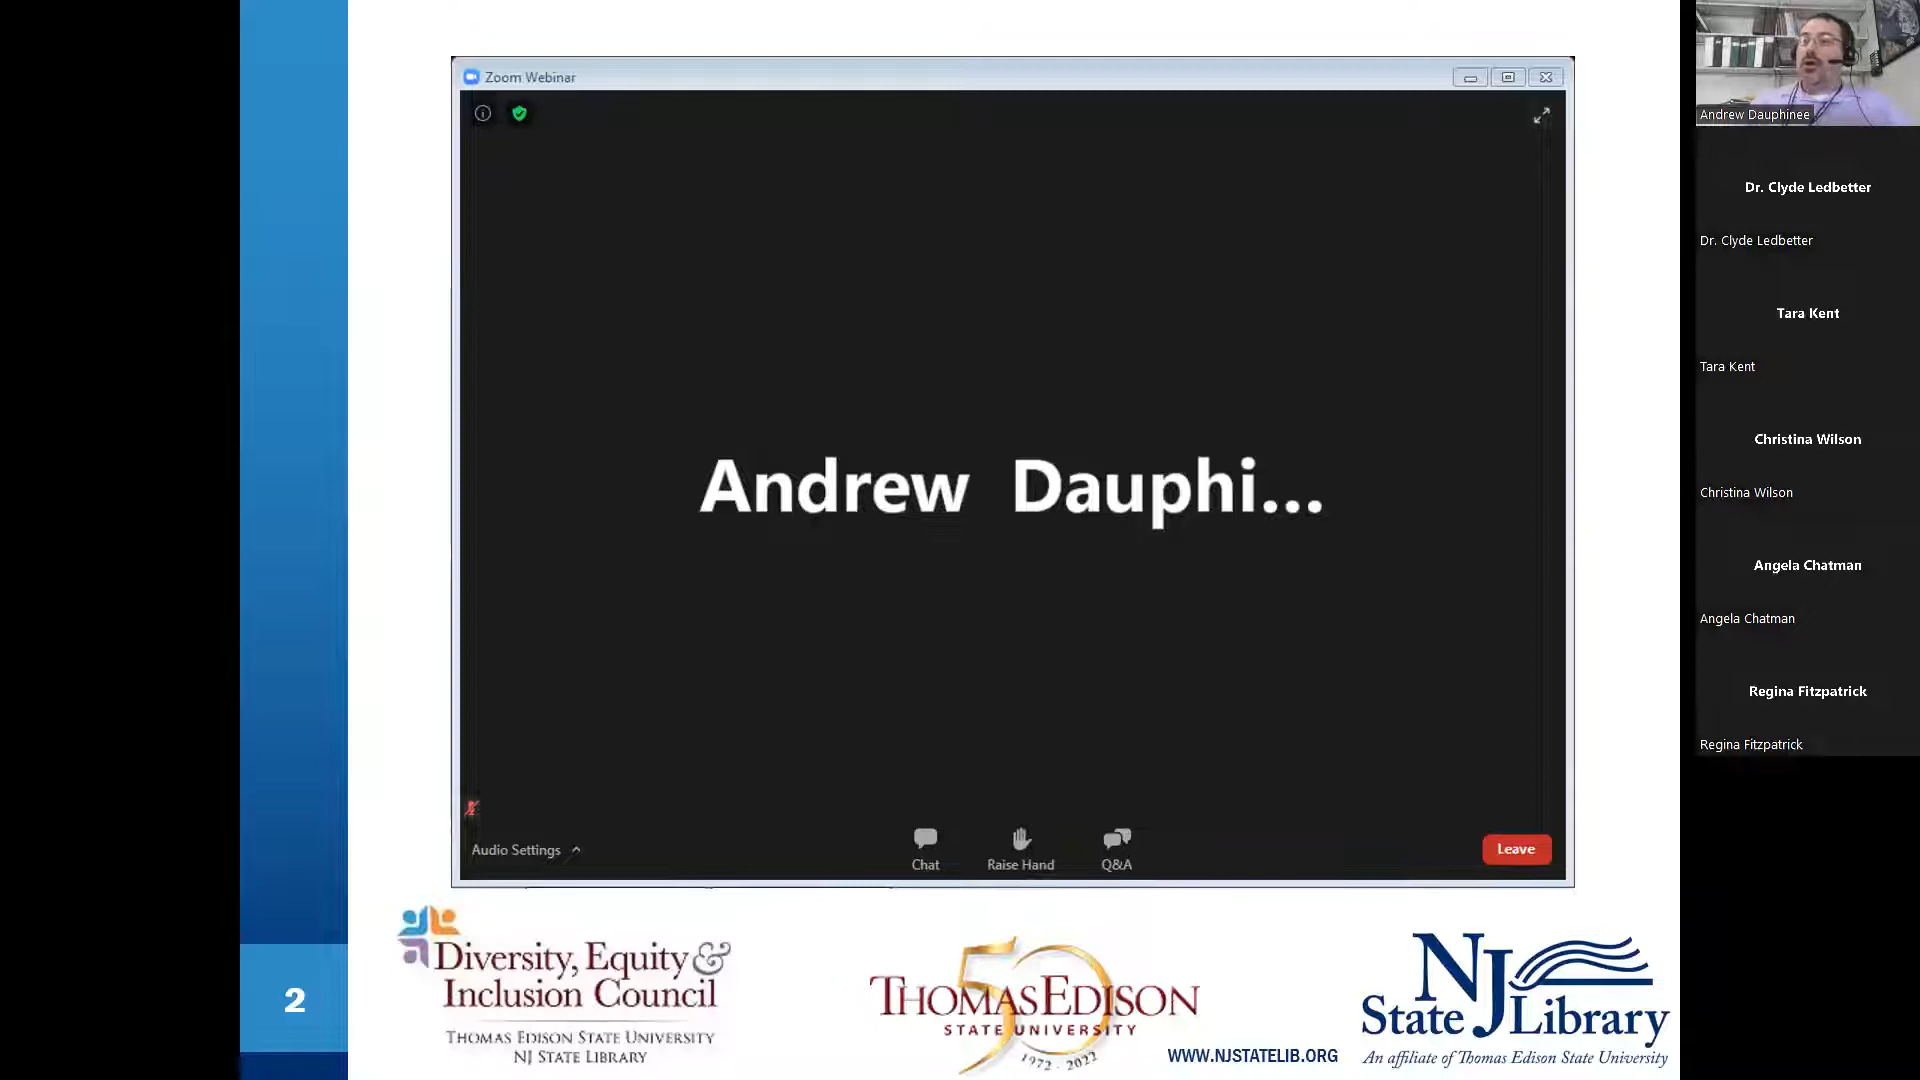 Zoom Webinar
Andrew Dauphi...
Audio Settings
Chat
Raise Hand
Q&A
Leave
2
Diversity, Equity &
Inclusion Council
THOMAS EDISON STATE UNIVERSITY
NJ STATE LIBRARY
50
THOMAS EDISON
STATE UNIVERSITY
1972 - 2022
WWW.NJSTATELIB.ORG
NJ
State Library
An affiliate of Thomas Edison State University
Andrew Dauphinee
Dr. Clyde Ledbetter
Dr. Clyde Ledbetter
Tara Kent
Tara Kent
Christina Wilson
Christina Wilson
Angela Chatman
Angela Chatman
Regina Fitzpatrick
Regina Fitzpatrick